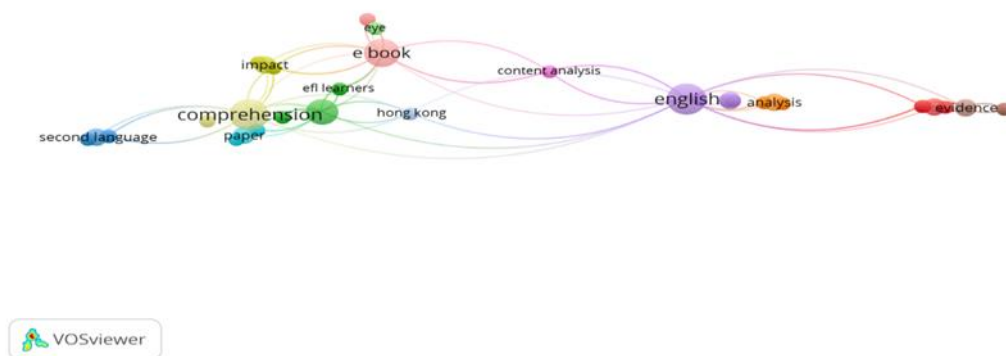 eye
e book
impact
content analysis
efl learners
english
analysis
comprehension
hong kong
evidence
second language
paper
VOSviewer